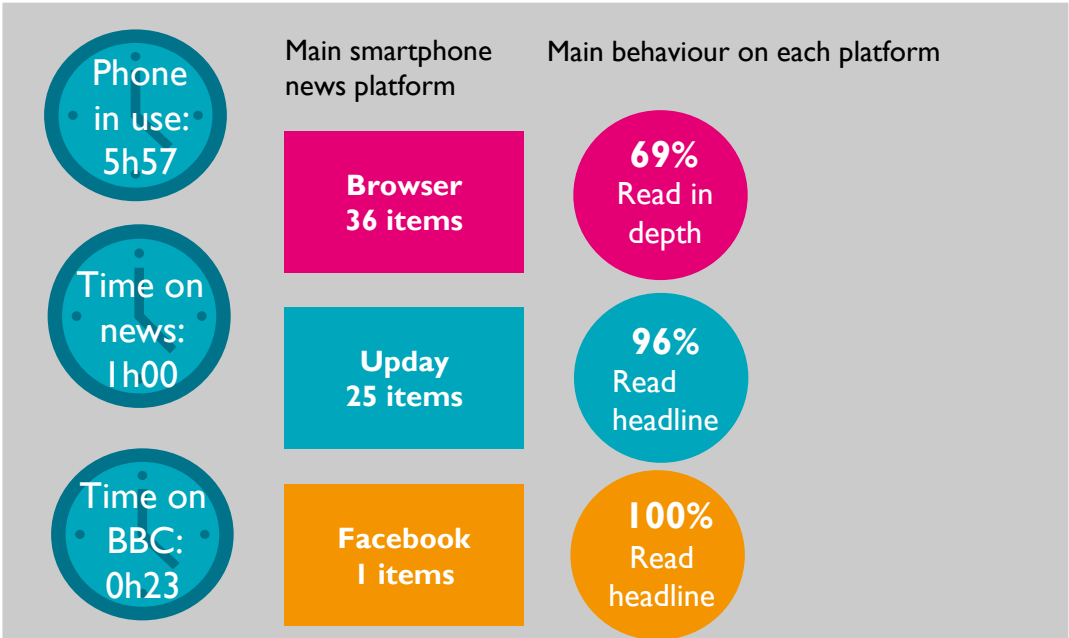 Phone
in use:
5h57
Time on
news:
1h00
Time on
BBC:
0h23
Main smartphone
news platform
Browser
36 items
Upday
25 items
Facebook
1 items
Main behaviour on each platform
69%
Read in
depth
96%
Read
headline
100%
Read
headline